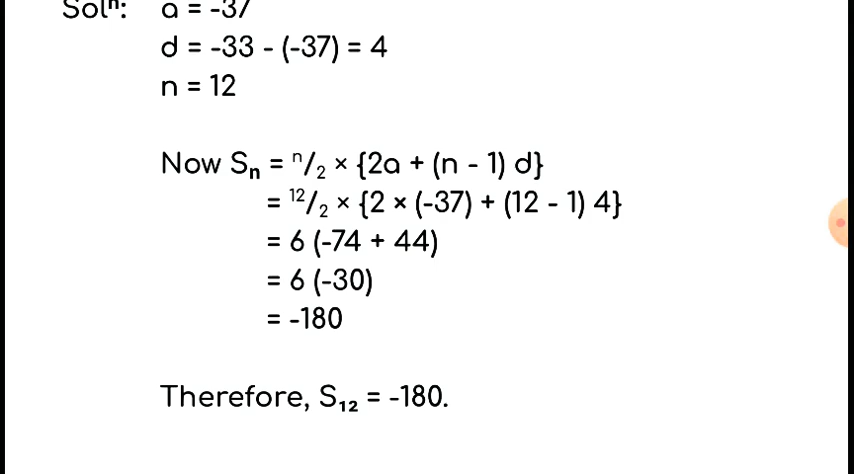 Solⁿ: a = -37
d = -33 - (-37) = 4
n = 12
Now Sₙ = ⁿ/₂ × {2a + (n - 1) d}
= ¹²/₂ × {2 × (-37) + (12 - 1) 4}
= 6 (-74 + 44)
= 6 (-30)
= -180
Therefore, S₁₂ = -180.